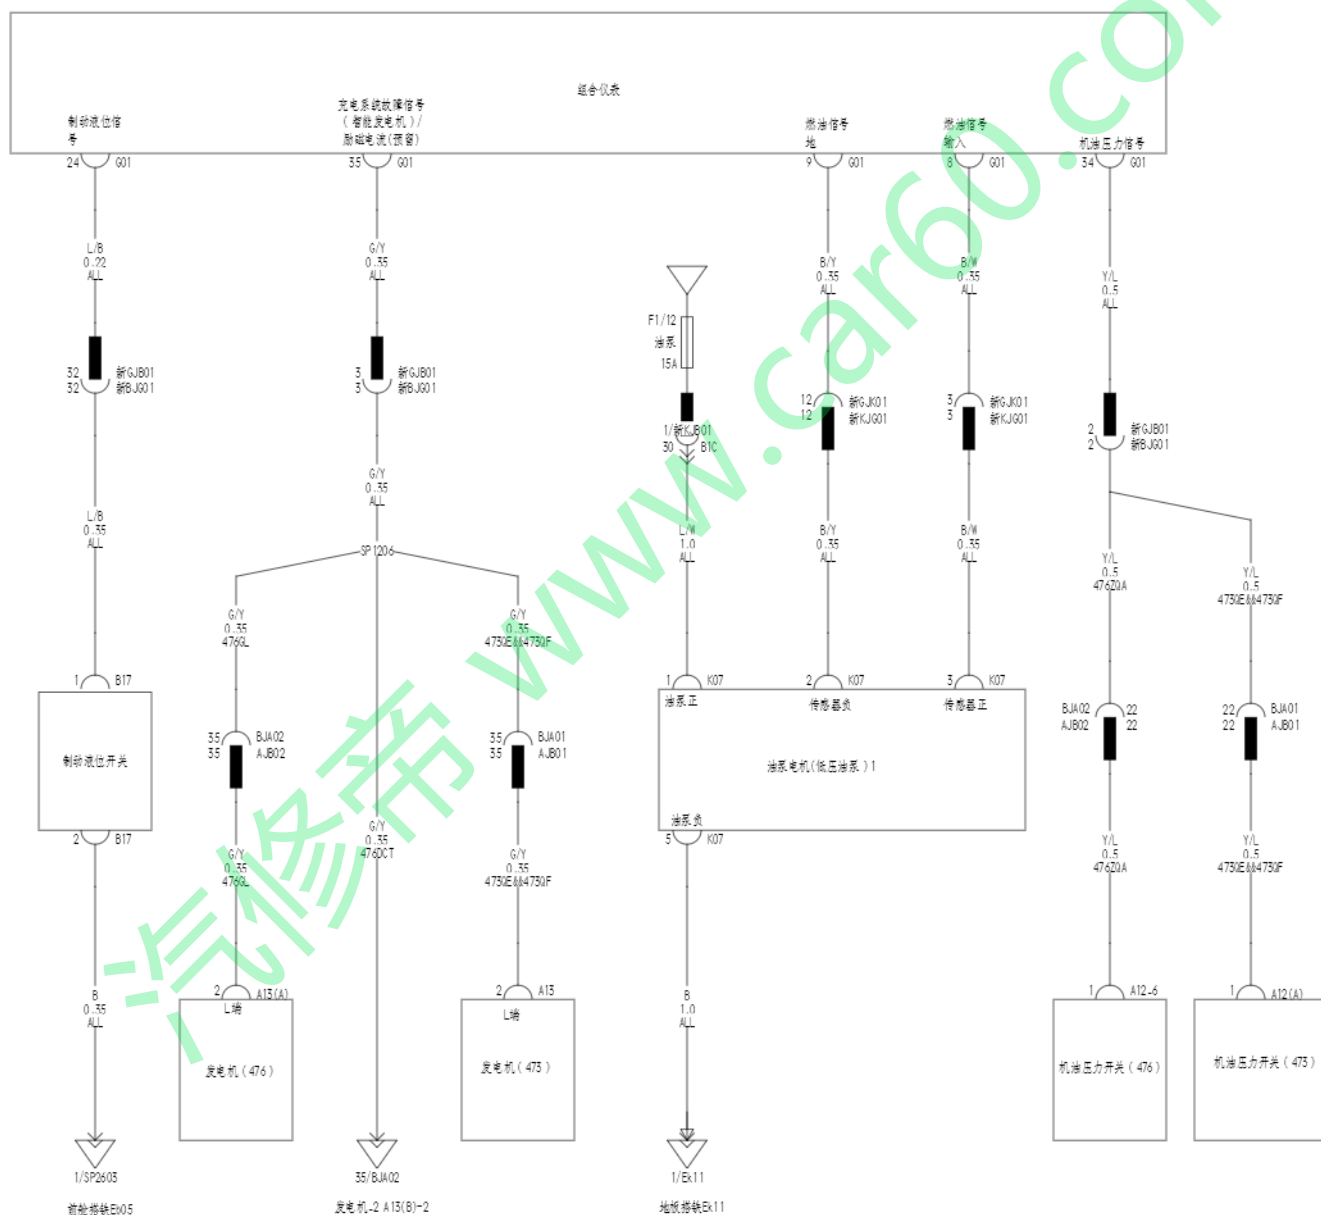 组合仪表
制动液位信
号
充电系统故障信号
(智能发电机)/
励磁电流(预留)
燃油信号
地
燃油信号
输入
机油压力信号
24 G01
35 G01
9 G01
8 G01
34 G01
L/B
0.22
ALL
G/Y
0.35
ALL
B/Y
0.35
ALL
B/W
0.35
ALL
Y/L
0.5
ALL
F1/12
油泵
15A
32 新GJB01
32 新BJG01
3 新GJB01
3 新BJG01
1/新KJB01
30 B1C
12 新GJK01
12 新KJG01
3 新GJK01
3 新KJG01
2 新GJB01
2 新BJG01
L/B
0.35
ALL
G/Y
0.35
ALL
SP1206
L/W
1.0
ALL
B/Y
0.35
ALL
B/W
0.35
ALL
Y/L
0.5
476ZQA
Y/L
0.5
473QE&&473QF
G/Y
0.35
476GL
G/Y
0.35
473QE&&473QF
1 B17
制动液位开关
2 B17
35 BJA02
35 AJB02
35 BJA01
35 AJB01
1 K07
油泵正
2 K07
传感器负
3 K07
传感器正
油泵电机(低压油泵)1
油泵负
5 K07
BJA02 22
AJB02 22
22 BJA01
22 AJB01
G/Y
0.35
476GL
G/Y
0.35
476DCT
G/Y
0.35
473QE&&473QF
Y/L
0.5
476ZQA
Y/L
0.5
473QE&&473QF
B
0.35
ALL
2 A13(A)
L端
发电机(476)
2 A13
L端
发电机(473)
B
1.0
ALL
1 A12-6
机油压力开关(476)
1 A12(A)
机油压力开关(473)
1/SP2603
前舱搭铁Eb05
35/BJA02
发电机-2 A13(B)-2
1/Ek11
地板搭铁Ek11
汽修帝 www.car60.co